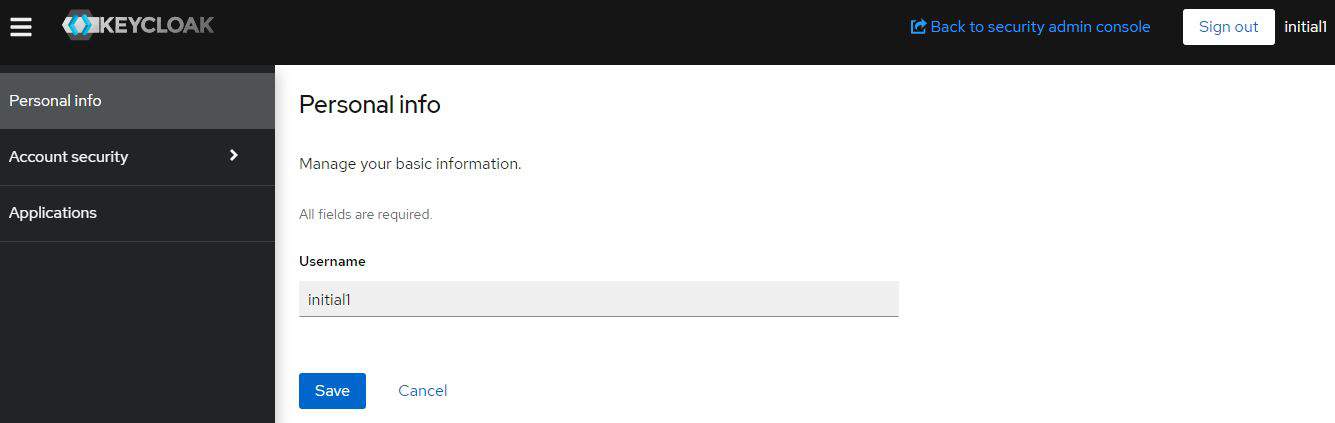 KEYCLOAK
Back to security admin console
Sign out
initial1
Personal info
Account security
Applications
Personal info
Manage your basic information.
All fields are required.
Username
initial1
Save
Cancel